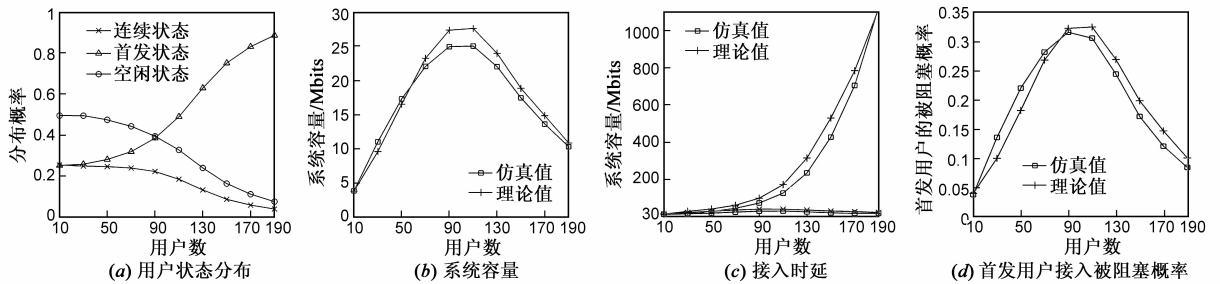 1
0.8
0.6
0.4
0.2
0
分布概率
连续状态
首发状态
空闲状态
10 50 90 130 170 190
用户数
(a) 用户状态分布
30
25
20
15
10
5
0
系统容量/Mbits
仿真值
理论值
10 50 90 130 170 190
用户数
(b) 系统容量
1000
800
600
400
200
30
系统容量/Mbits
仿真值
理论值
10 50 90 130 170 190
用户数
(c) 接入时延
0.35
0.3
0.25
0.20
0.15
0.10
0.05
0
首发用户的被阻塞概率
仿真值
理论值
10 50 90 130 170 190
用户数
(d) 首发用户接入被阻塞概率